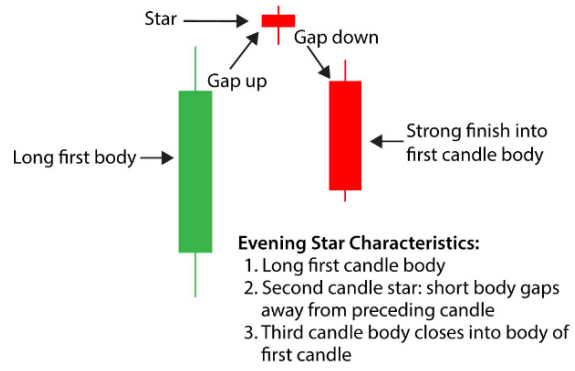 Star
Gap down
Gap up
Long first body
Strong finish into
first candle body
Evening Star Characteristics:
1. Long first candle body
2. Second candle star: short body gaps
away from preceding candle
3. Third candle body closes into body of
first candle